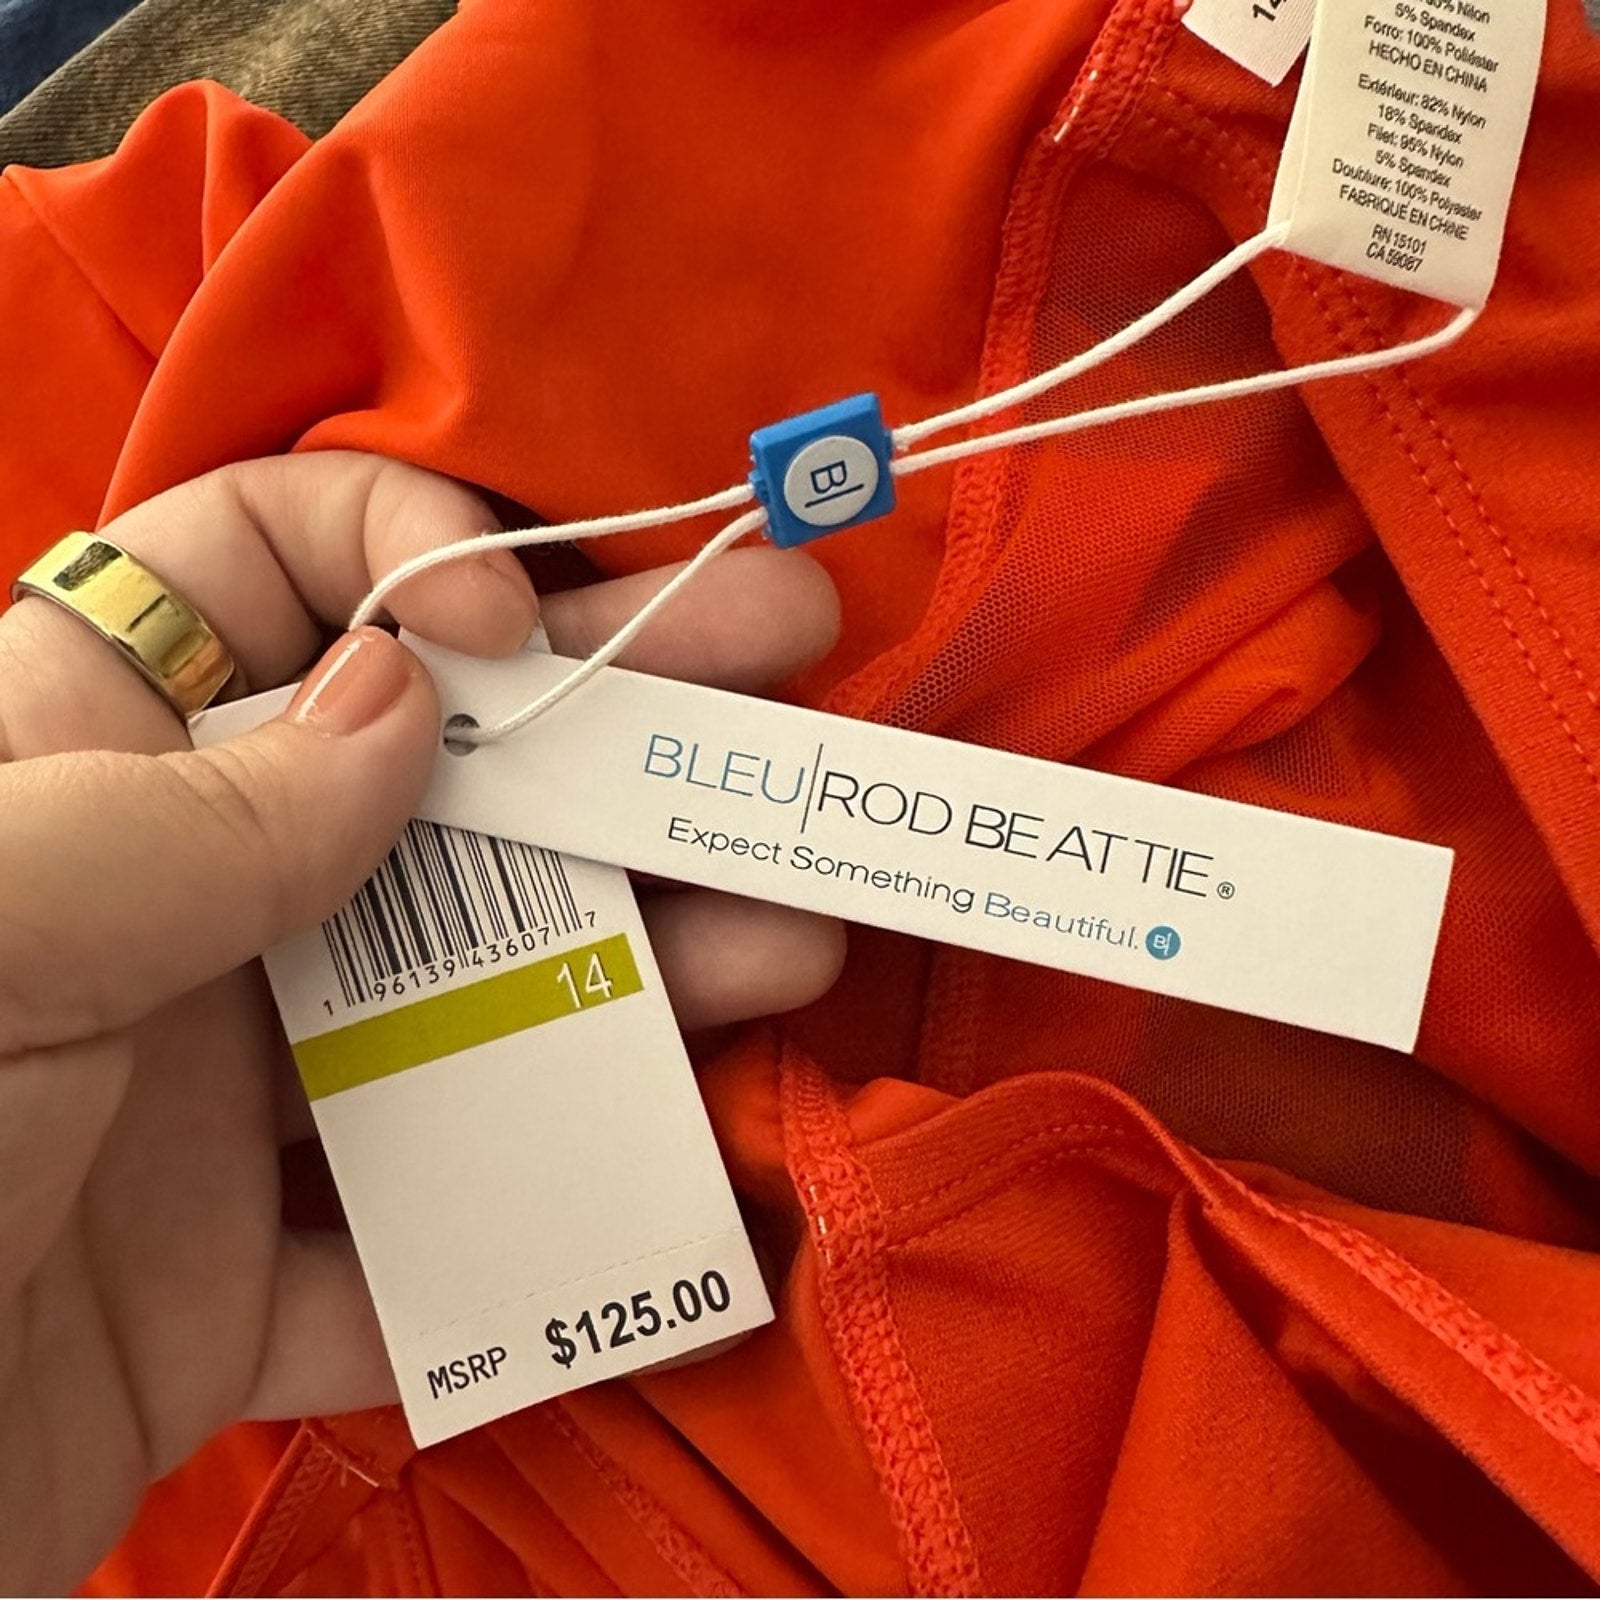 14
Nilon
5% Spandex
Forro: 100% Poliéster
HECHO EN CHINA
Extérieur: 82% Nylon
18% Spandex
Filet: 95% Nylon
5% Spandex
Doublure: 100% Polyester
FABRIQUÉ EN CHINE
RN 15101
CA 59087
B|
BLEU|ROD BEATTIE®
Expect Something Beautiful. B|
1 96139 43607 7
14
MSRP $125.00